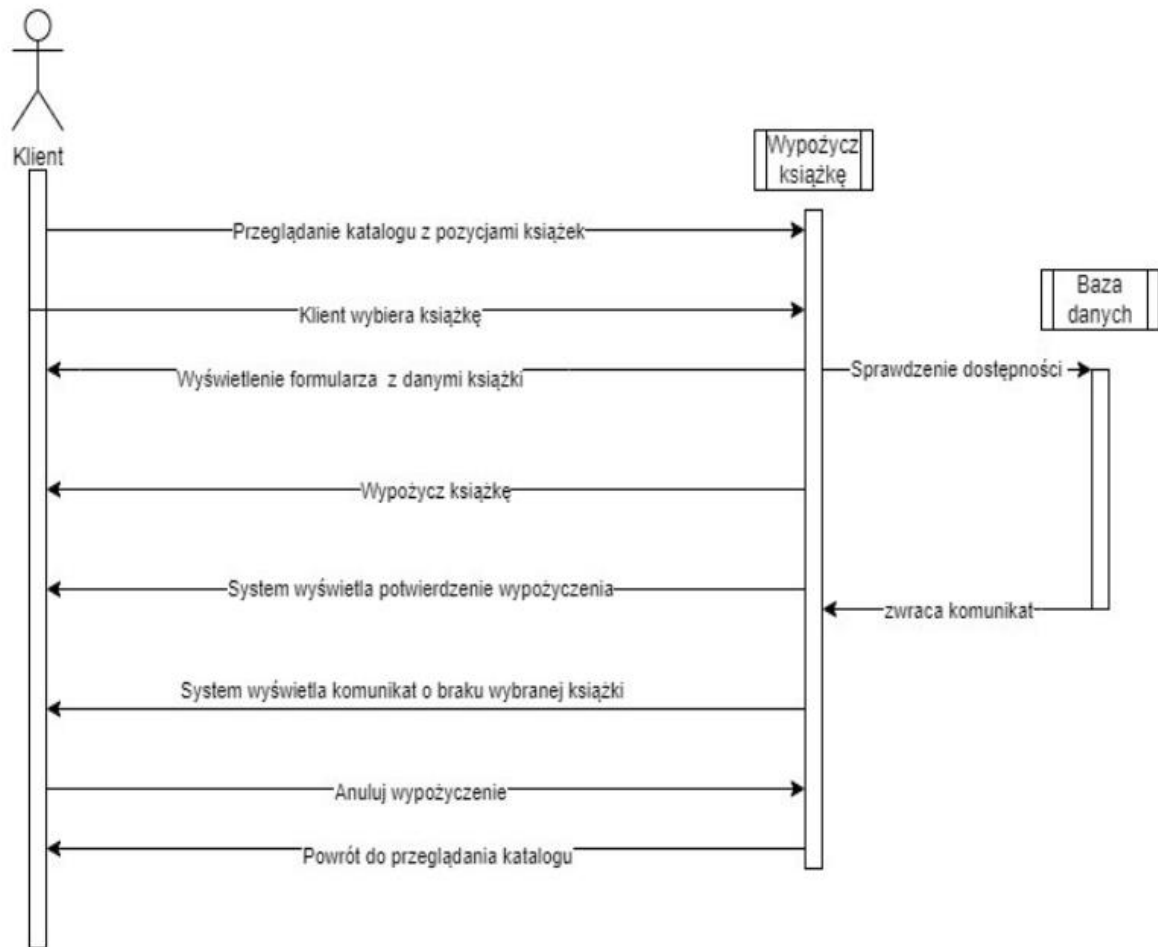 Klient
Wypożycz
książkę
Przeglądanie katalogu z pozycjami książek
Baza
danych
Klient wybiera książkę
Wyświetlenie formularza z danymi książki
Sprawdzenie dostępności
Wypożycz książkę
System wyświetla potwierdzenie wypożyczenia
zwraca komunikat
System wyświetla komunikat o braku wybranej książki
Anuluj wypożyczenie
Powrót do przeglądania katalogu